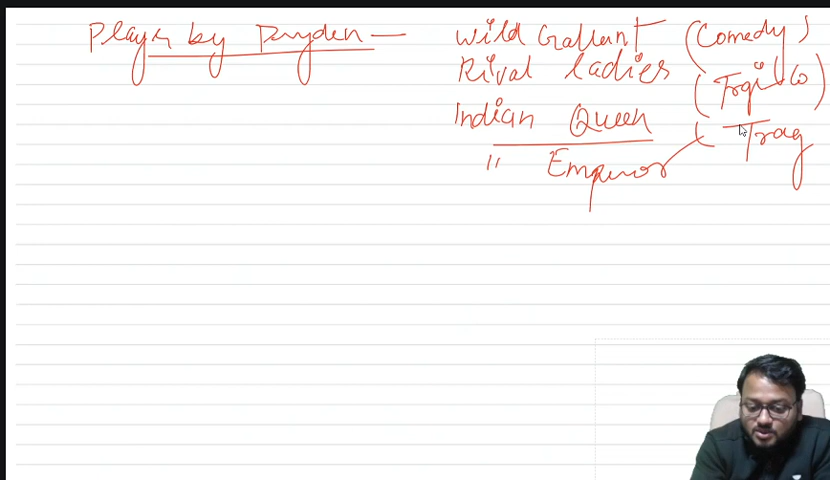 Plays by Dryden — Wild Gallant (Comedy)
Rival Ladies (Tragi Co)
Indian Queen (Trag
" Emperor